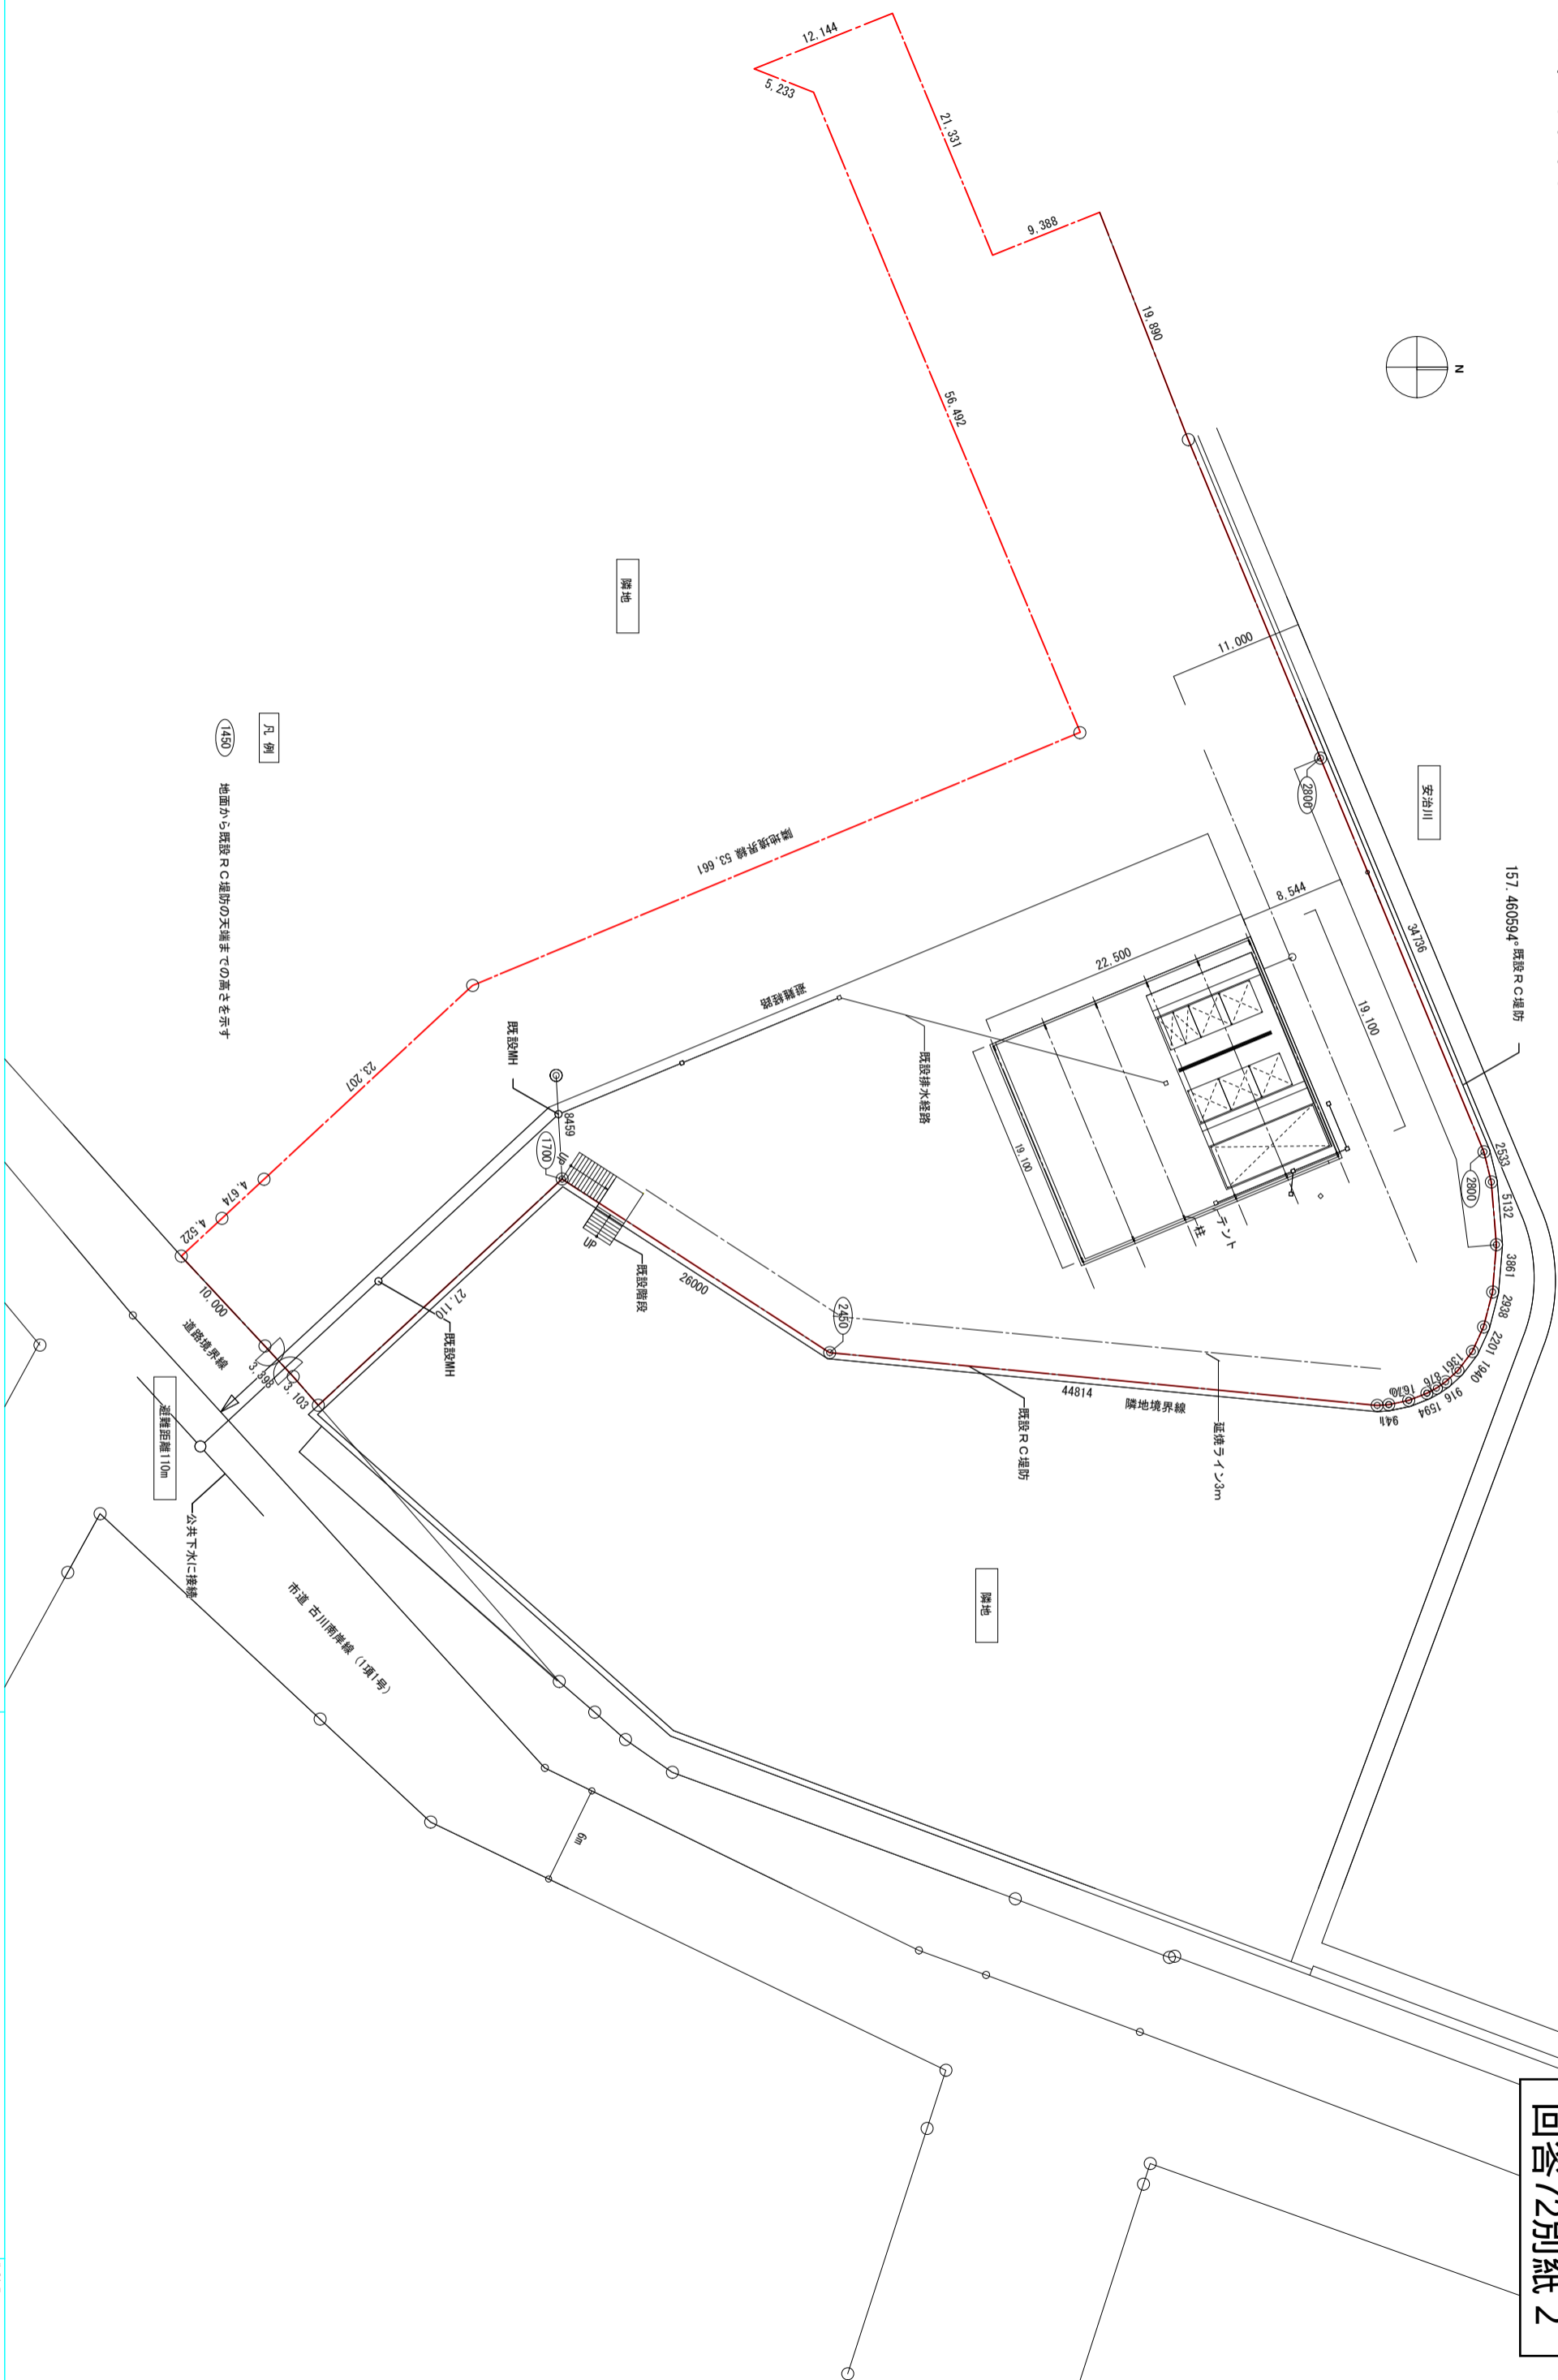 回答72別紙 2
N
安治川
157.460594°
既設RC堤防
12.144
5.233
21.331
9.388
19.890
56.492
11.000
2800
34736
8.544
19.100
22.500
19.100
2533
2800
5132
3861
2938
2201
1940
1361
876
916
1594
941
テント
柱
隣地
隣地境界線 53.661
避難経路
既設排水経路
凡 例
1450
地面から既設RC堤防の天端までの高さを示す
既設MH
8459
1700
UP
UP
既設階段
26000
2450
44814
隣地境界線
既設RC堤防
延焼ライン3m
23.207
4.674
4.522
10.000
道路境界線
3.398
3.103
27.110
既設MH
避難距離110m
公共下水に接続
隣地
市道 古川南岸線 (1項1号)
6m